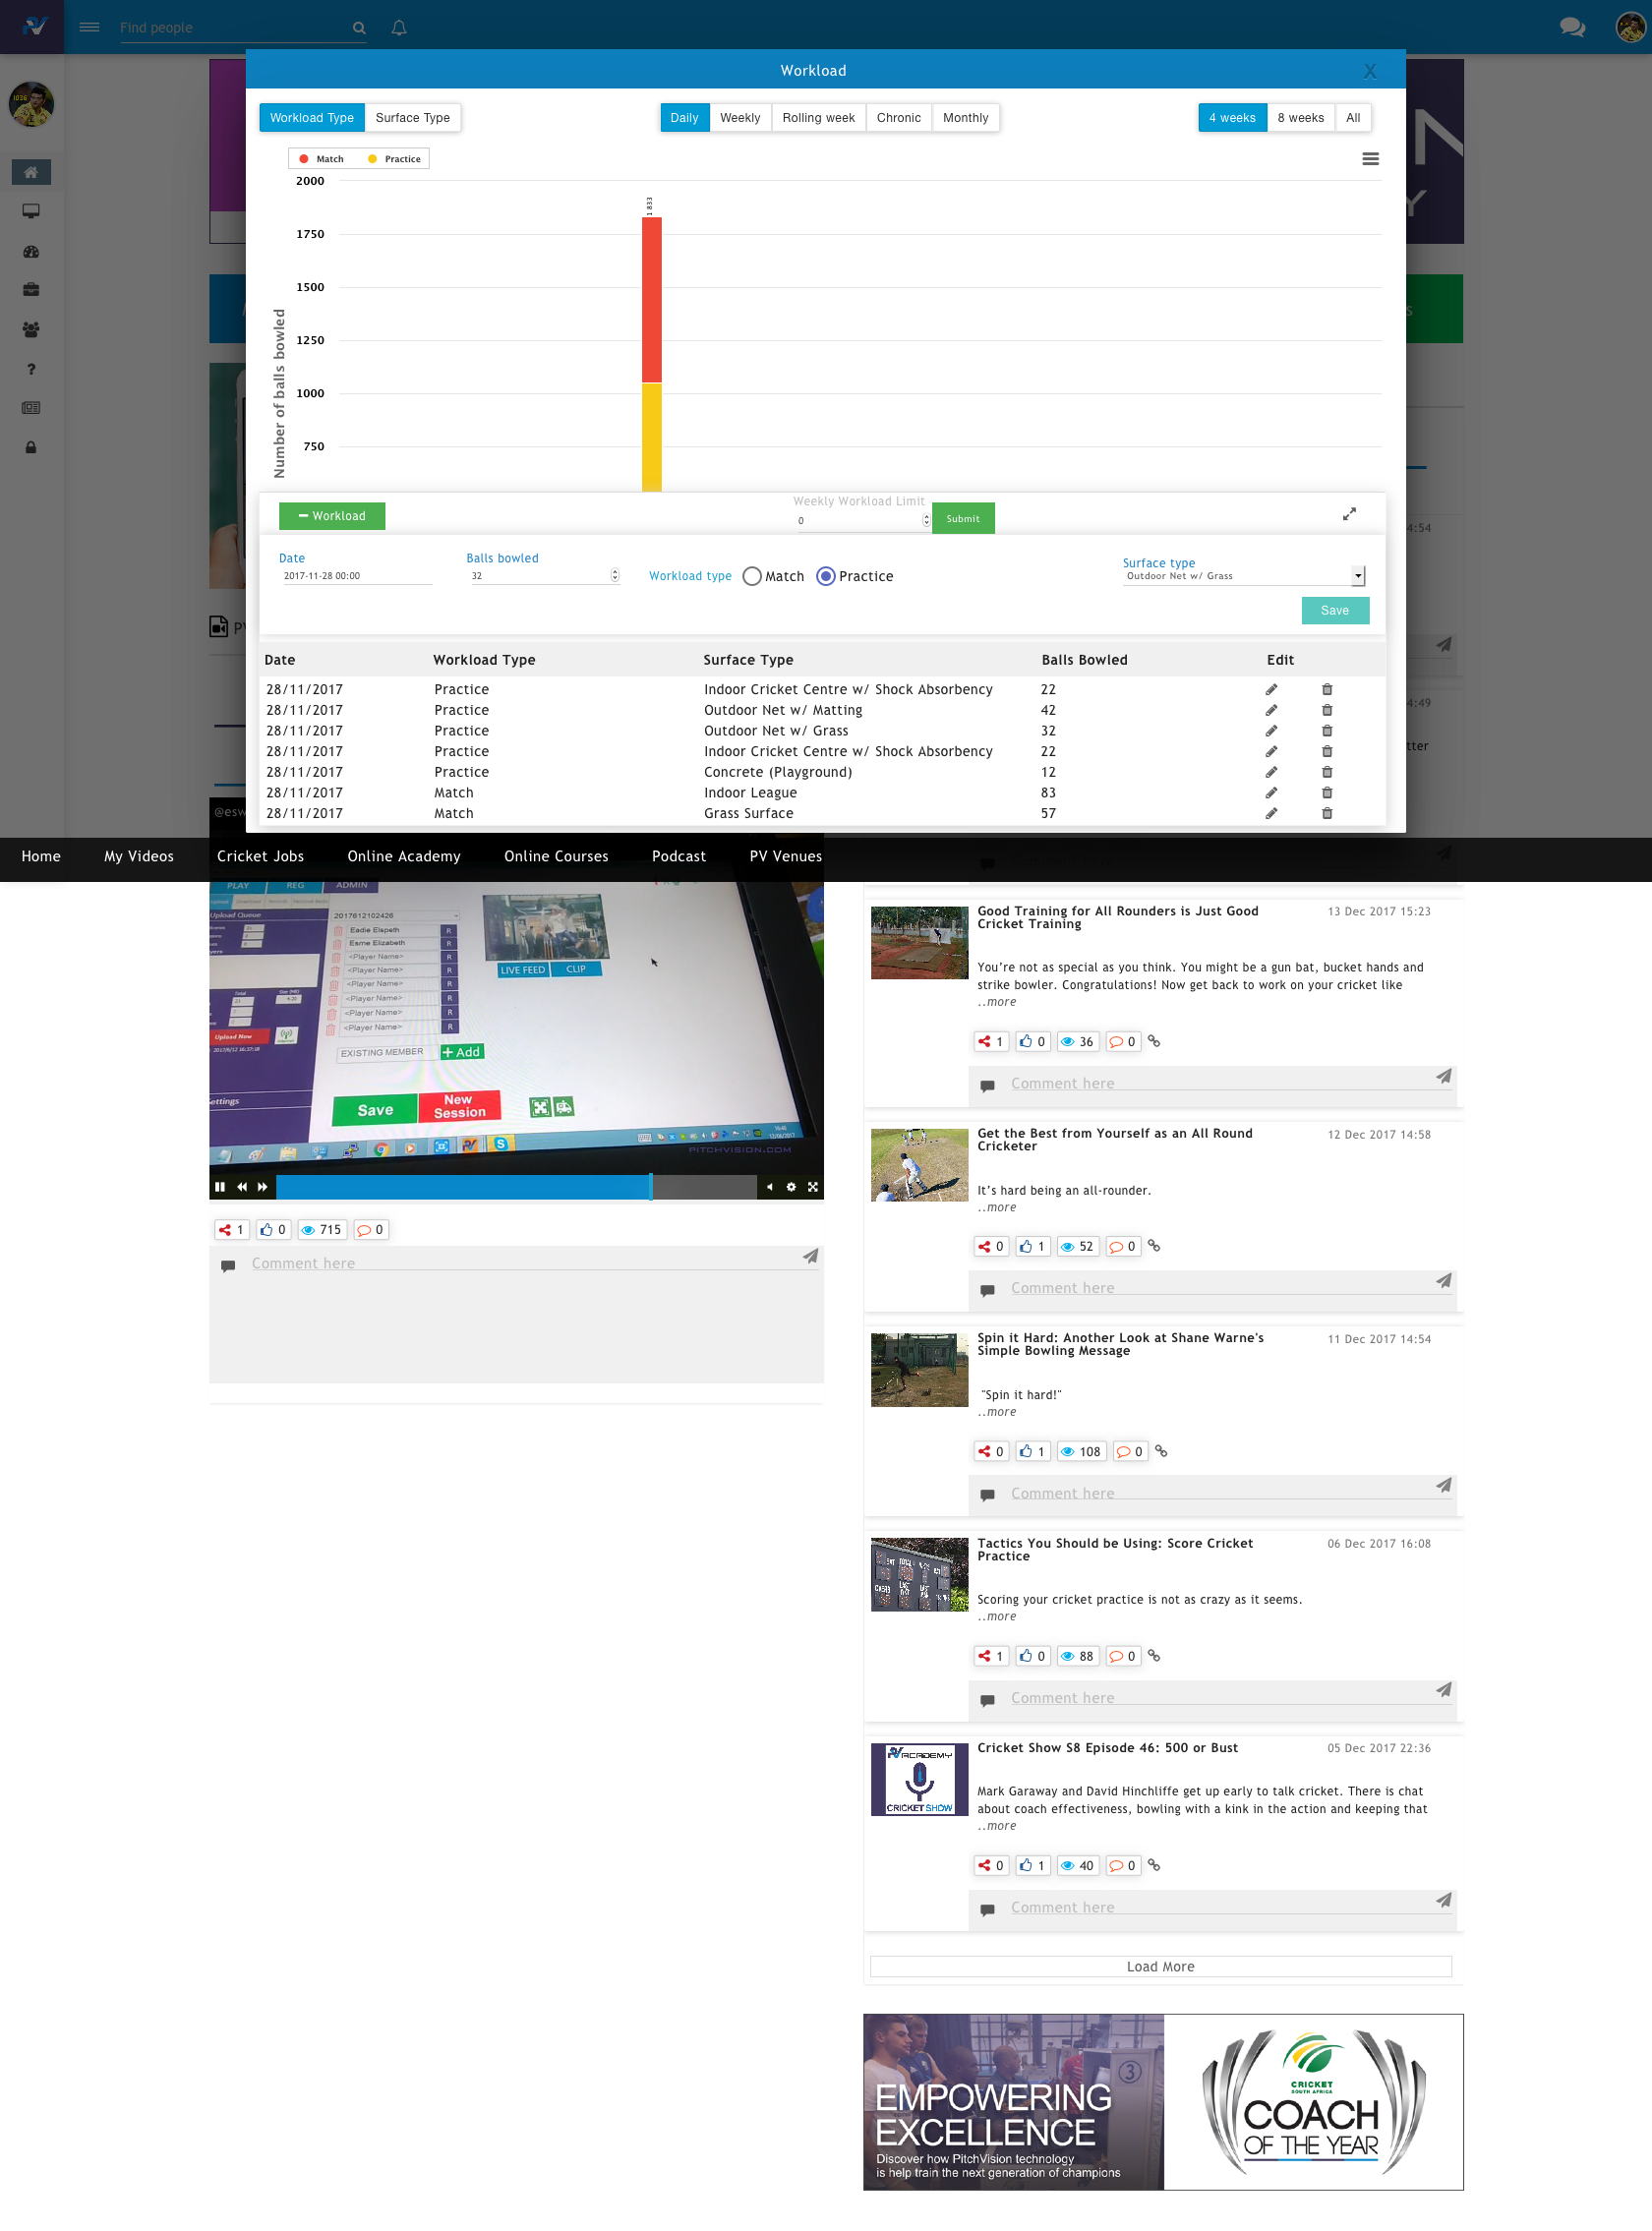 Find people
Workload
X
Workload Type
Surface Type
Daily
Weekly
Rolling week
Chronic
Monthly
4 weeks
8 weeks
All
Match
Practice
2000
1 833
1750
1500
1250
1000
750
Number of balls bowled
Workload
Weekly Workload Limit
0
Submit
Date
2017-11-28 00:00
Balls bowled
32
Workload type
Match
Practice
Surface type
Outdoor Net w/ Grass
Save
Date Workload Type Surface Type Balls Bowled Edit
28/11/2017 Practice Indoor Cricket Centre w/ Shock Absorbency 22
28/11/2017 Practice Outdoor Net w/ Matting 42
28/11/2017 Practice Outdoor Net w/ Grass 32
28/11/2017 Practice Indoor Cricket Centre w/ Shock Absorbency 22
28/11/2017 Practice Concrete (Playground) 12
28/11/2017 Match Indoor League 83
28/11/2017 Match Grass Surface 57
4:54
4:49
tter
@esw
Home My Videos Cricket Jobs Online Academy Online Courses Podcast PV Venues
PLAY REG ADMIN
Upload Queue
2017612102426
Eadie Elspeth R
Esme Elizabeth R
<Player Name> R
<Player Name> R
<Player Name> R
<Player Name> R
<Player Name> R
LIVE FEED CLIP
Upload Now
EXISTING MEMBER + Add
Settings
Save
New Session
PITCHVISION.COM
1 0 715 0
Comment here
Good Training for All Rounders is Just Good
Cricket Training
13 Dec 2017 15:23
You're not as special as you think. You might be a gun bat, bucket hands and
strike bowler. Congratulations! Now get back to work on your cricket like
..more
1 0 36 0
Comment here
Get the Best from Yourself as an All Round
Cricketer
12 Dec 2017 14:58
It's hard being an all-rounder.
..more
0 1 52 0
Comment here
Spin it Hard: Another Look at Shane Warne's
Simple Bowling Message
11 Dec 2017 14:54
"Spin it hard!"
..more
0 1 108 0
Comment here
Tactics You Should be Using: Score Cricket
Practice
06 Dec 2017 16:08
Scoring your cricket practice is not as crazy as it seems.
..more
1 0 88 0
Comment here
PV ACADEMY
CRICKET SHOW
Cricket Show S8 Episode 46: 500 or Bust
05 Dec 2017 22:36
Mark Garaway and David Hinchliffe get up early to talk cricket. There is chat
about coach effectiveness, bowling with a kink in the action and keeping that
..more
0 1 40 0
Comment here
Load More
3
EMPOWERING
EXCELLENCE
Discover how PitchVision technology
is help train the next generation of champions
CRICKET
SOUTH AFRICA
COACH
OF THE YEAR